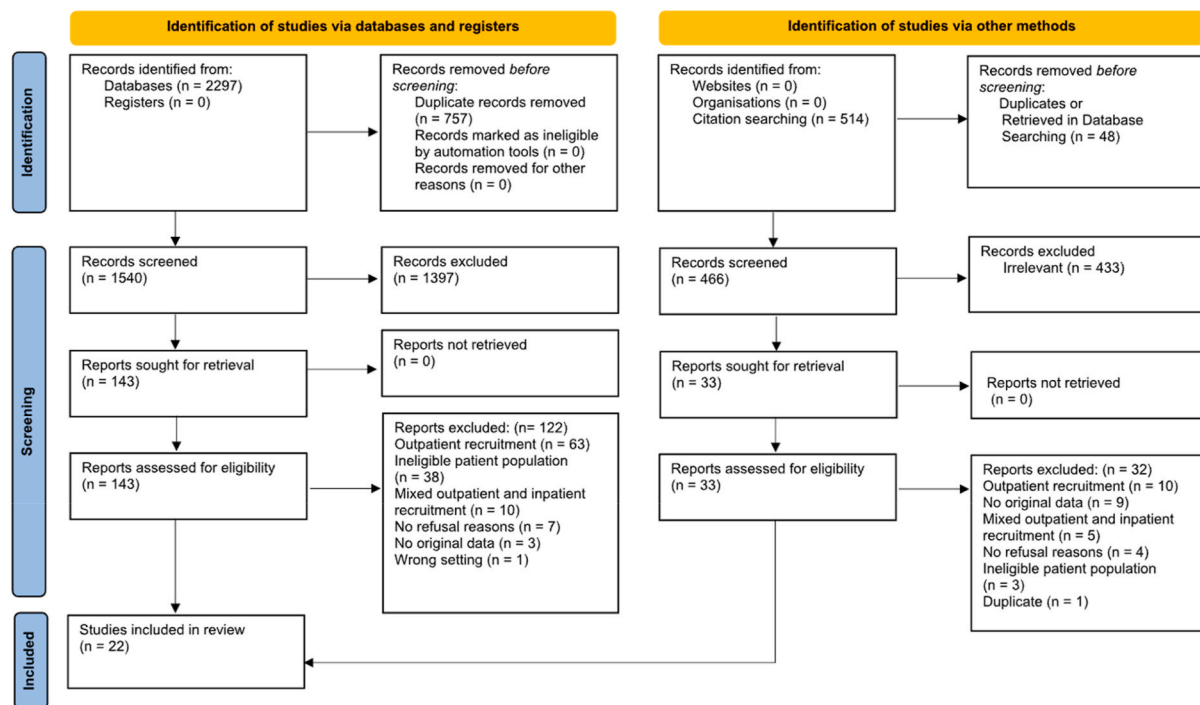 Identification of studies via databases and registers
Identification of studies via other methods
Identification
Records identified from:
Databases (n = 2297)
Registers (n = 0)
Records removed before
screening:
Duplicate records removed
(n = 757)
Records marked as ineligible
by automation tools (n = 0)
Records removed for other
reasons (n = 0)
Records identified from:
Websites (n = 0)
Organisations (n = 0)
Citation searching (n = 514)
Records removed before
screening:
Duplicates or
Retrieved in Database
Searching (n = 48)
Screening
Records screened
(n = 1540)
Records excluded
(n = 1397)
Records screened
(n = 466)
Records excluded
Irrelevant (n = 433)
Reports sought for retrieval
(n = 143)
Reports not retrieved
(n = 0)
Reports sought for retrieval
(n = 33)
Reports not retrieved
(n = 0)
Reports assessed for eligibility
(n = 143)
Reports excluded: (n= 122)
Outpatient recruitment (n = 63)
Ineligible patient population
(n = 38)
Mixed outpatient and inpatient
recruitment (n = 10)
No refusal reasons (n = 7)
No original data (n = 3)
Wrong setting (n = 1)
Reports assessed for eligibility
(n = 33)
Reports excluded: (n = 32)
Outpatient recruitment (n = 10)
No original data (n = 9)
Mixed outpatient and inpatient
recruitment (n = 5)
No refusal reasons (n = 4)
Ineligible patient population
(n = 3)
Duplicate (n = 1)
Included
Studies included in review
(n = 22)